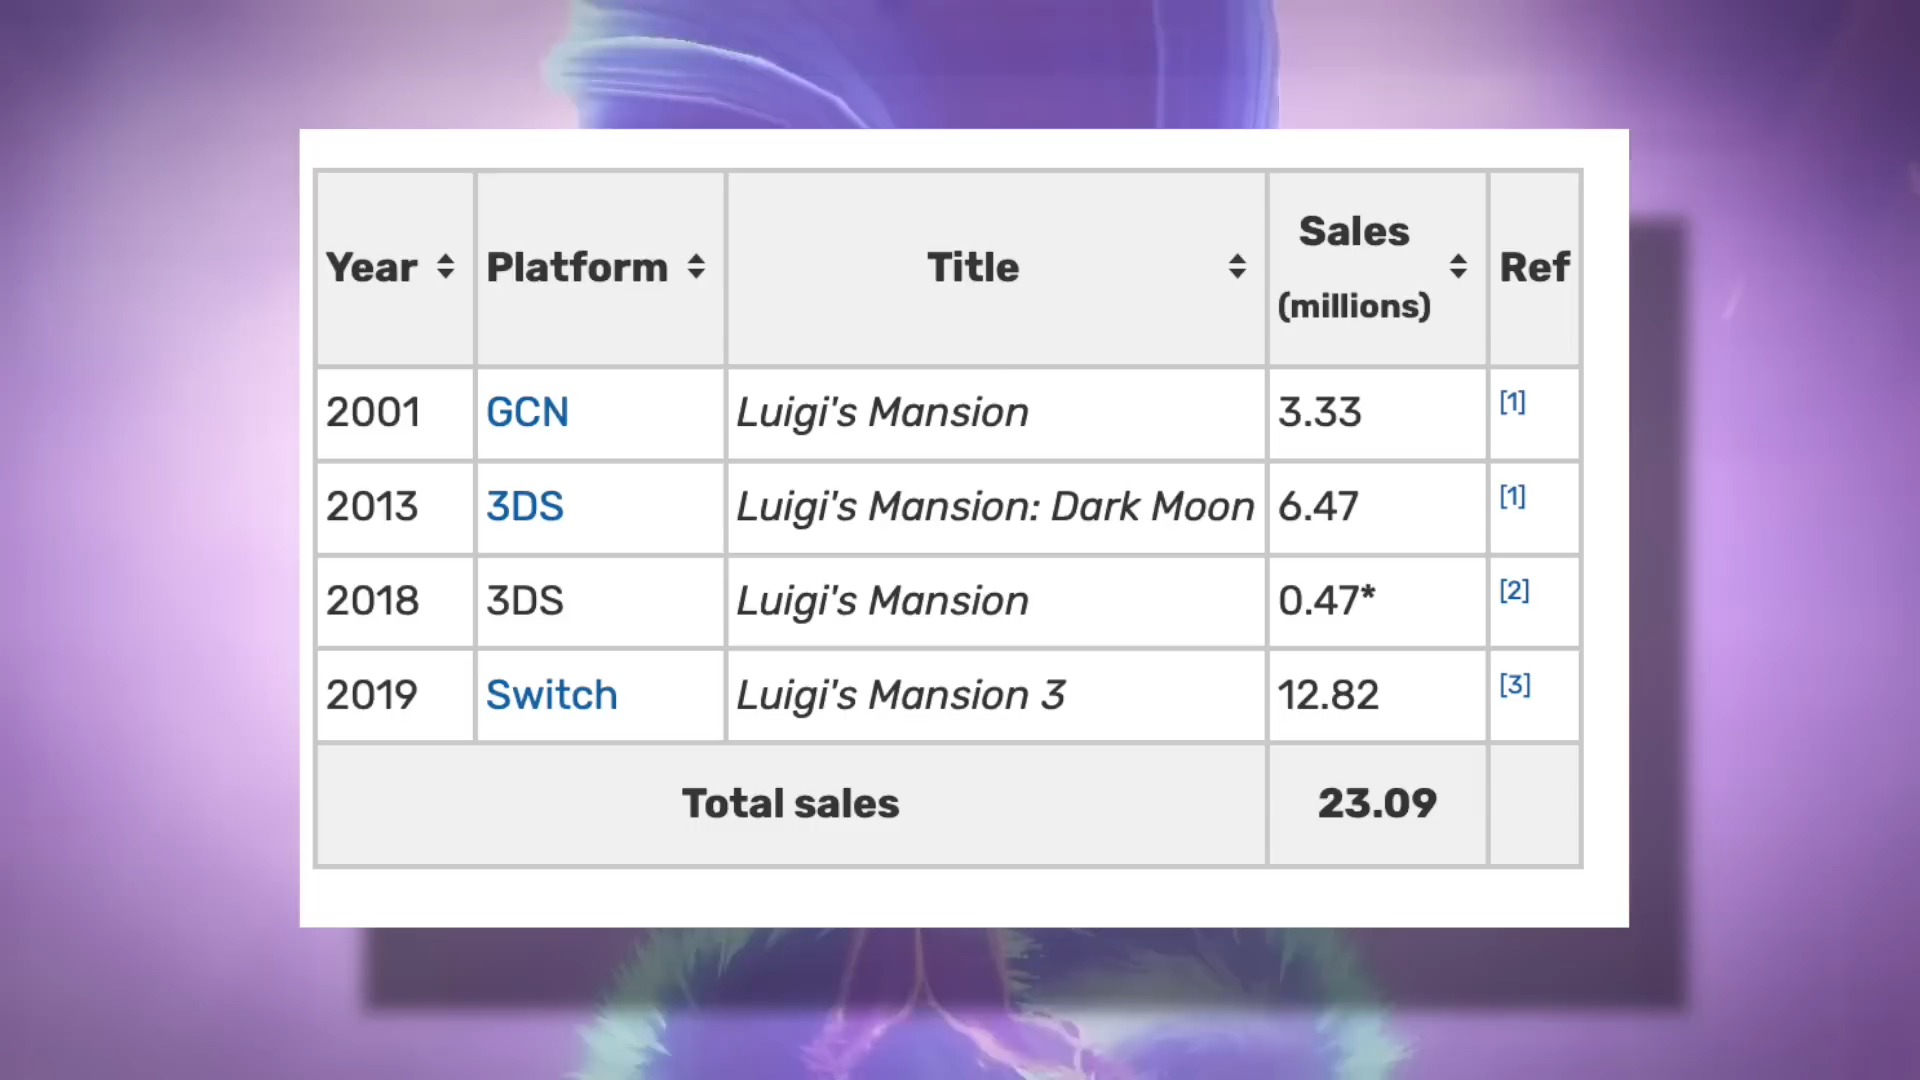 Year Platform Title Sales (millions) Ref
2001 GCN Luigi's Mansion 3.33 [1]
2013 3DS Luigi's Mansion: Dark Moon 6.47 [1]
2018 3DS Luigi's Mansion 0.47* [2]
2019 Switch Luigi's Mansion 3 12.82 [3]
Total sales 23.09